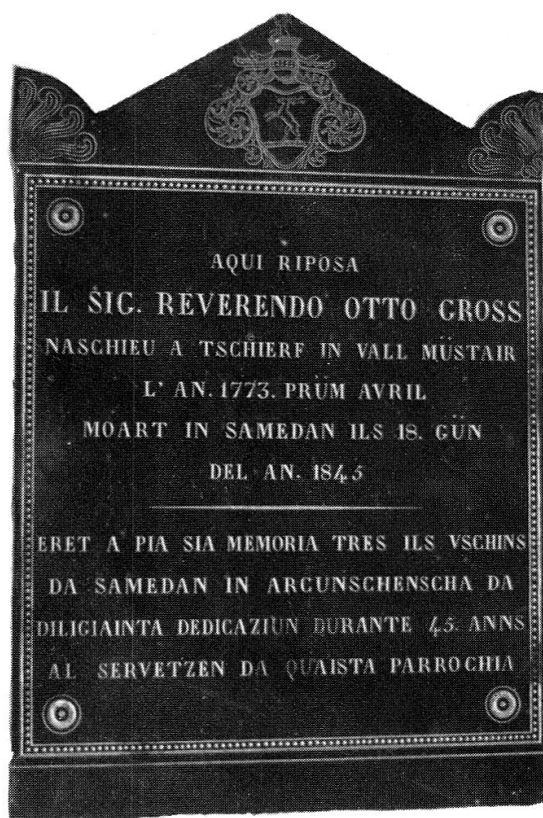 AQUI RIPOSA
IL SIG. REVERENDO OTTO GROSS
NASCHIEU A TSCHIERF IN VALL MÜSTAIR
L' AN. 1773. PRÜM AVRIL
MOART IN SAMEDAN ILS 18. GÜN
DEL AN. 1845
ERET A PIA SIA MEMORIA TRES ILS VSCHINS
DA SAMEDAN IN ARCUNSCHENSCHA DA
DILIGIAINTA DEDICAZIUN DURANTE 45. ANNS
AL SERVETZEN DA QUAISTA PARROCHIA